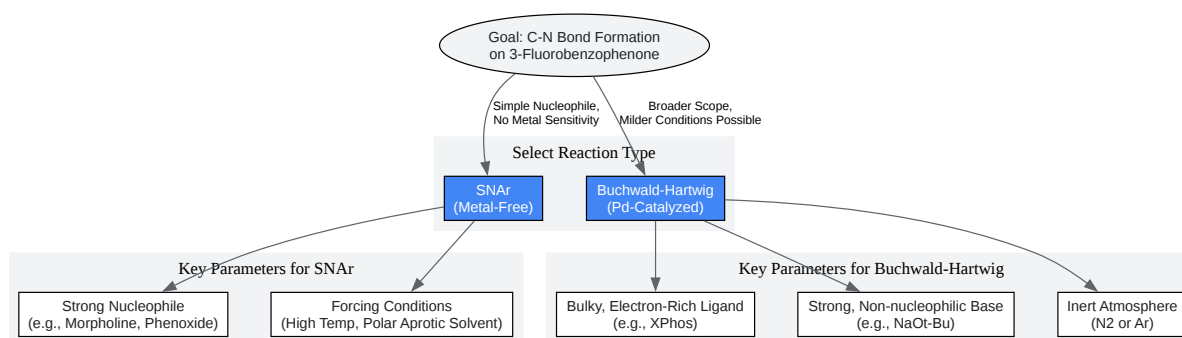 Goal: C-N Bond Formation
on 3-Fluorobenzophenone
Simple Nucleophile,
No Metal Sensitivity
Broader Scope,
Milder Conditions Possible
Select Reaction Type
SNAr
(Metal-Free)
Buchwald-Hartwig
(Pd-Catalyzed)
Key Parameters for SNAr
Strong Nucleophile
(e.g., Morpholine, Phenoxide)
Forcing Conditions
(High Temp, Polar Aprotic Solvent)
Key Parameters for Buchwald-Hartwig
Bulky, Electron-Rich Ligand
(e.g., XPhos)
Strong, Non-nucleophilic Base
(e.g., NaOt-Bu)
Inert Atmosphere
(N2 or Ar)